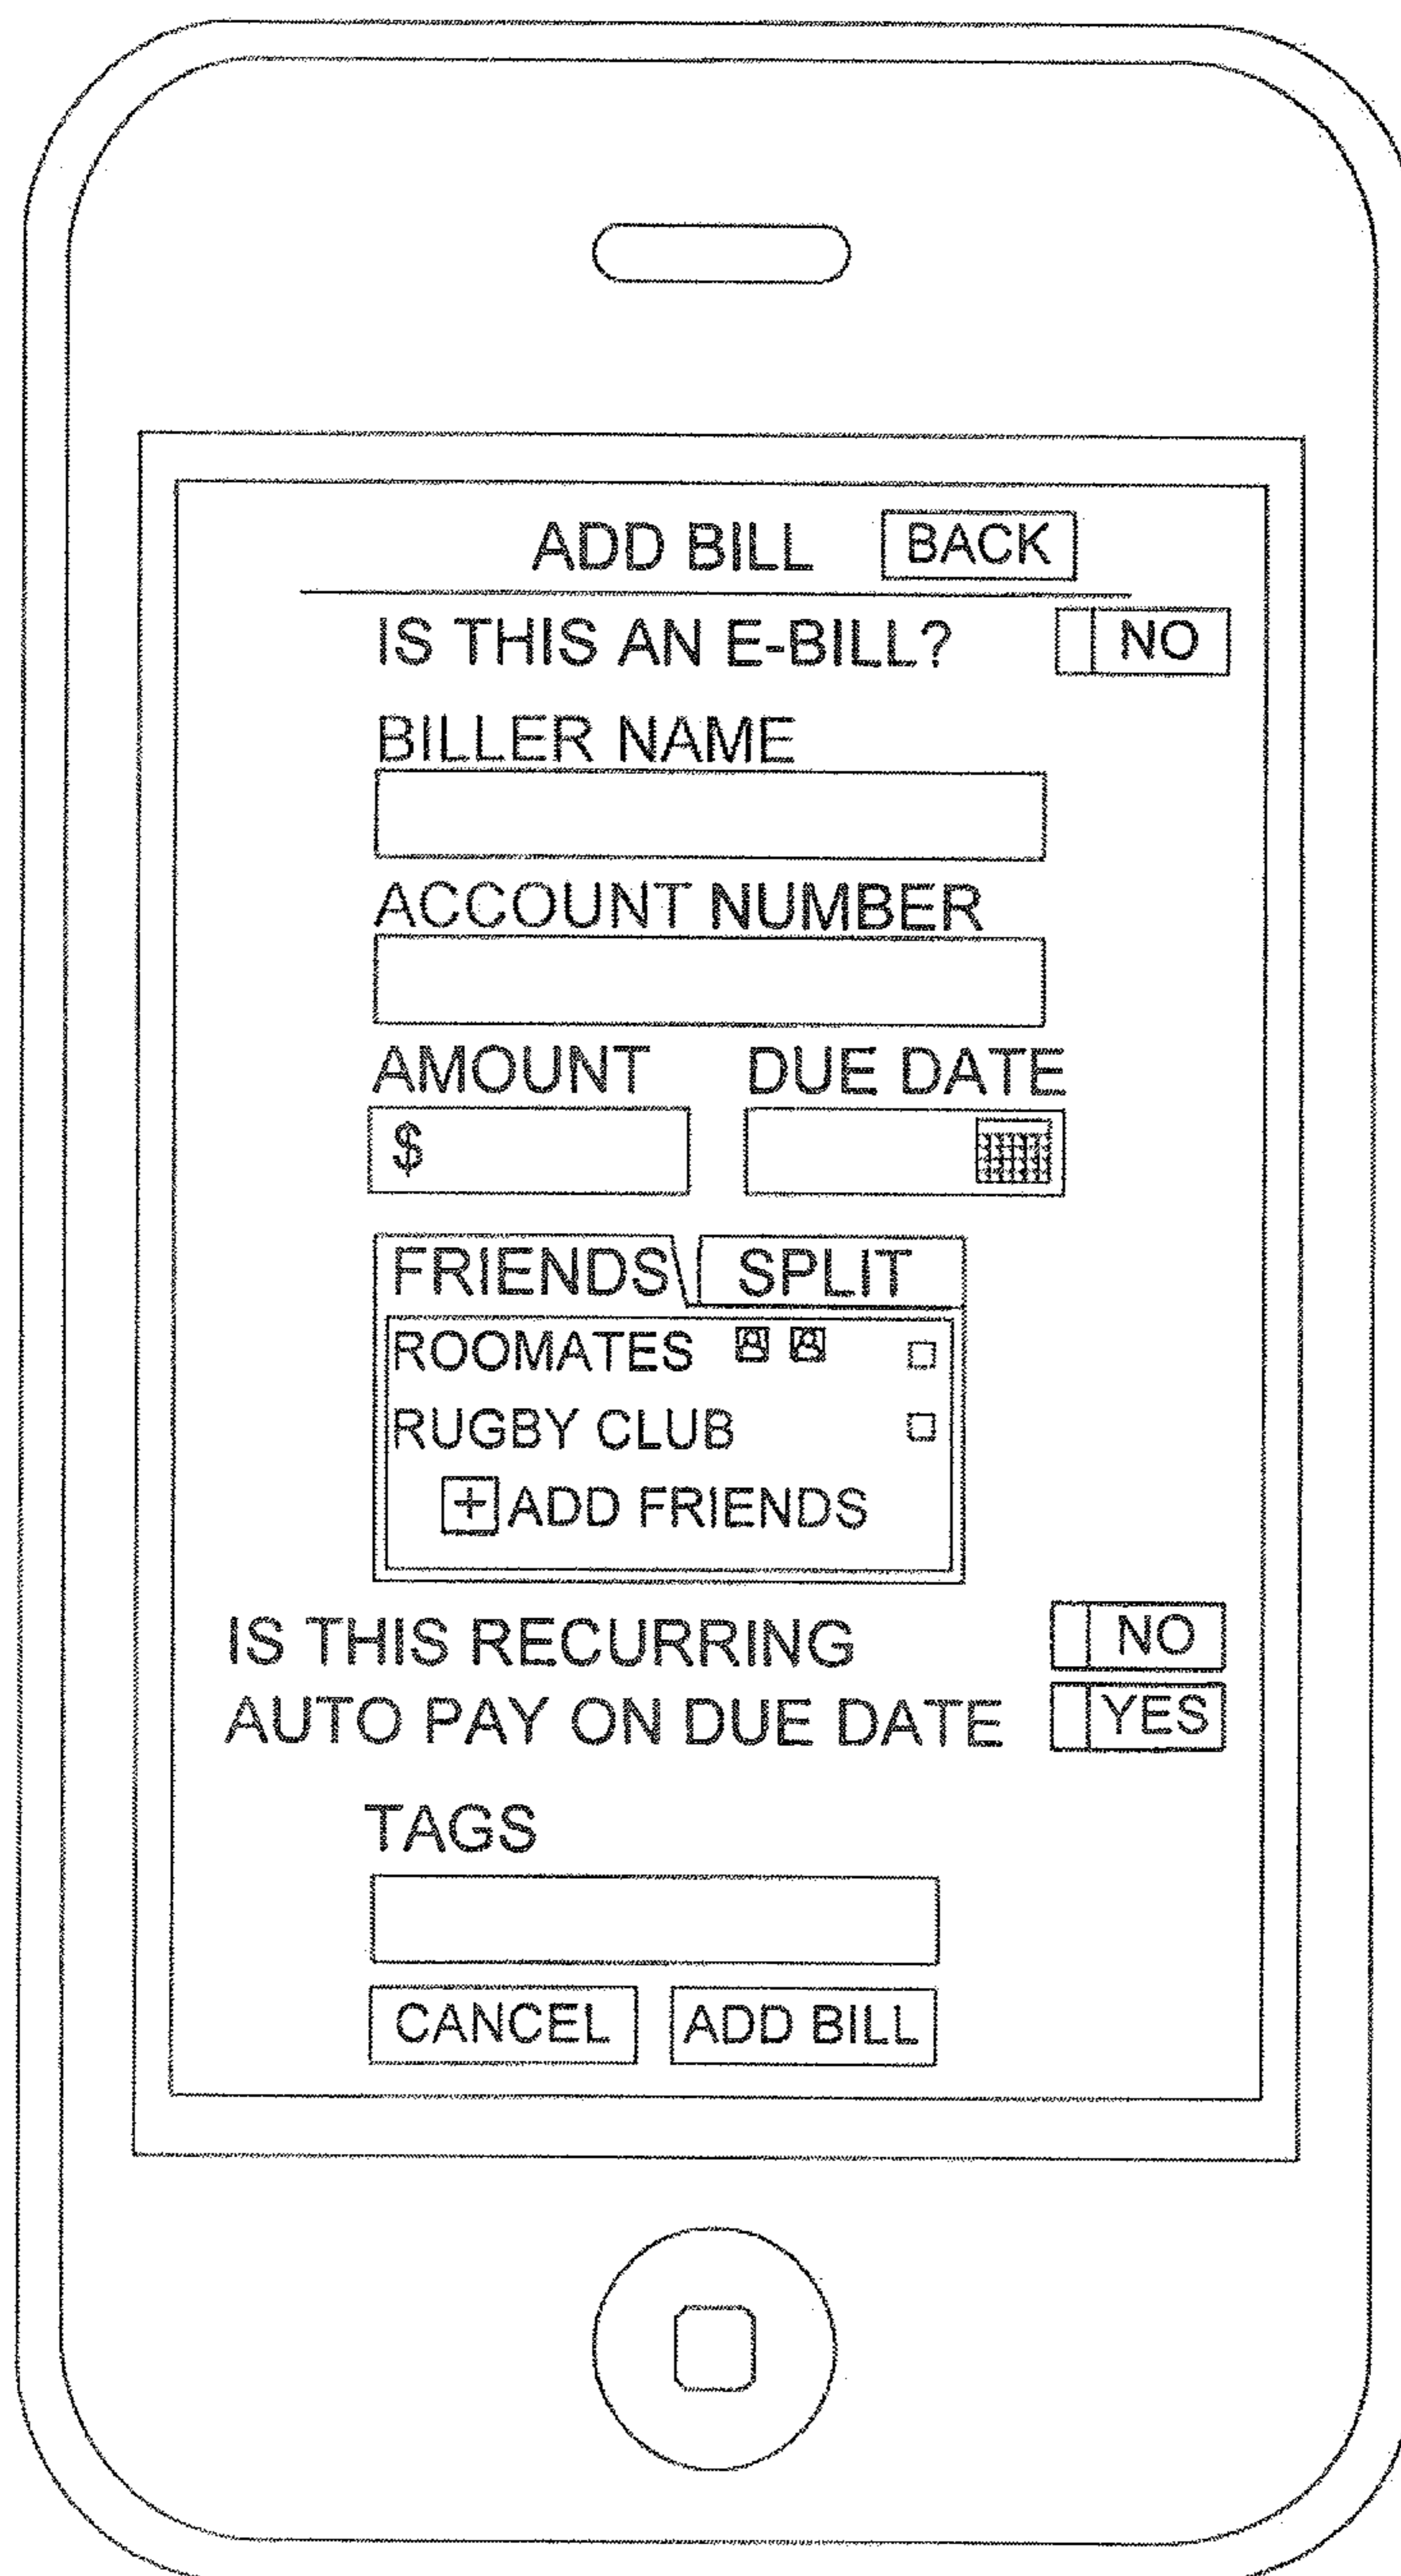 ADD BILL BACK
IS THIS AN E-BILL? NO
BILLER NAME
ACCOUNT NUMBER
AMOUNT DUE DATE
$
FRIENDS SPLIT
ROOMATES
RUGBY CLUB
+ ADD FRIENDS
IS THIS RECURRING NO
AUTO PAY ON DUE DATE YES
TAGS
CANCEL ADD BILL